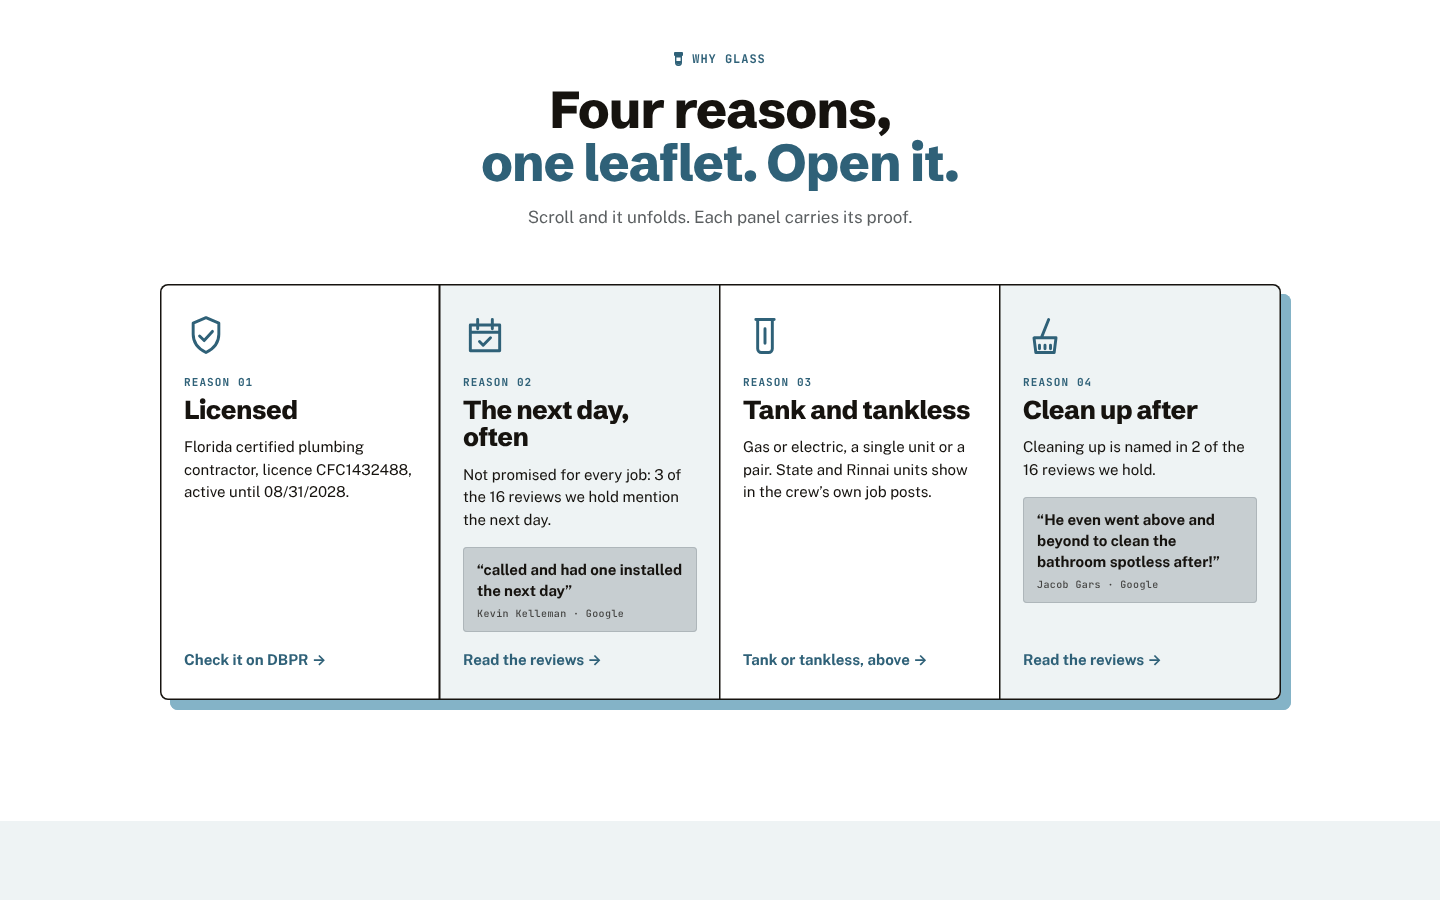 WHY GLASS
Four reasons,
one leaflet. Open it.
Scroll and it unfolds. Each panel carries its proof.
REASON 01
Licensed
Florida certified plumbing
contractor, licence CFC1432488,
active until 08/31/2028.
Check it on DBPR →
REASON 02
The next day,
often
Not promised for every job: 3 of
the 16 reviews we hold mention
the next day.
“called and had one installed
the next day”
Kevin Kelleman · Google
Read the reviews →
REASON 03
Tank and tankless
Gas or electric, a single unit or a
pair. State and Rinnai units show
in the crew’s own job posts.
Tank or tankless, above →
REASON 04
Clean up after
Cleaning up is named in 2 of the
16 reviews we hold.
“He even went above and
beyond to clean the
bathroom spotless after!”
Jacob Gars · Google
Read the reviews →